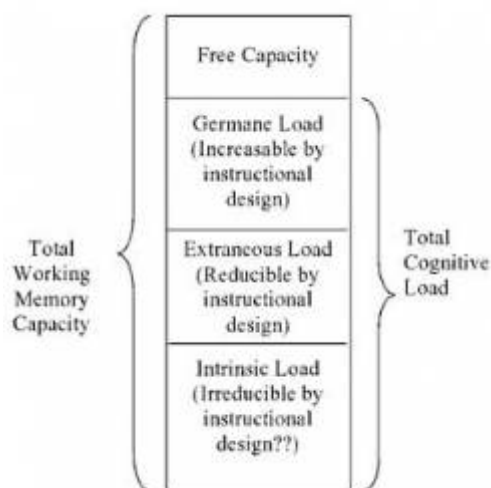 Free Capacity
Germane Load
(Increasable by
instructional
design)
Total
Working
Memory
Capacity
Extraneous Load
(Reducible by
instructional
design)
Total
Cognitive
Load
Intrinsic Load
(Irreducible by
instructional
design??)